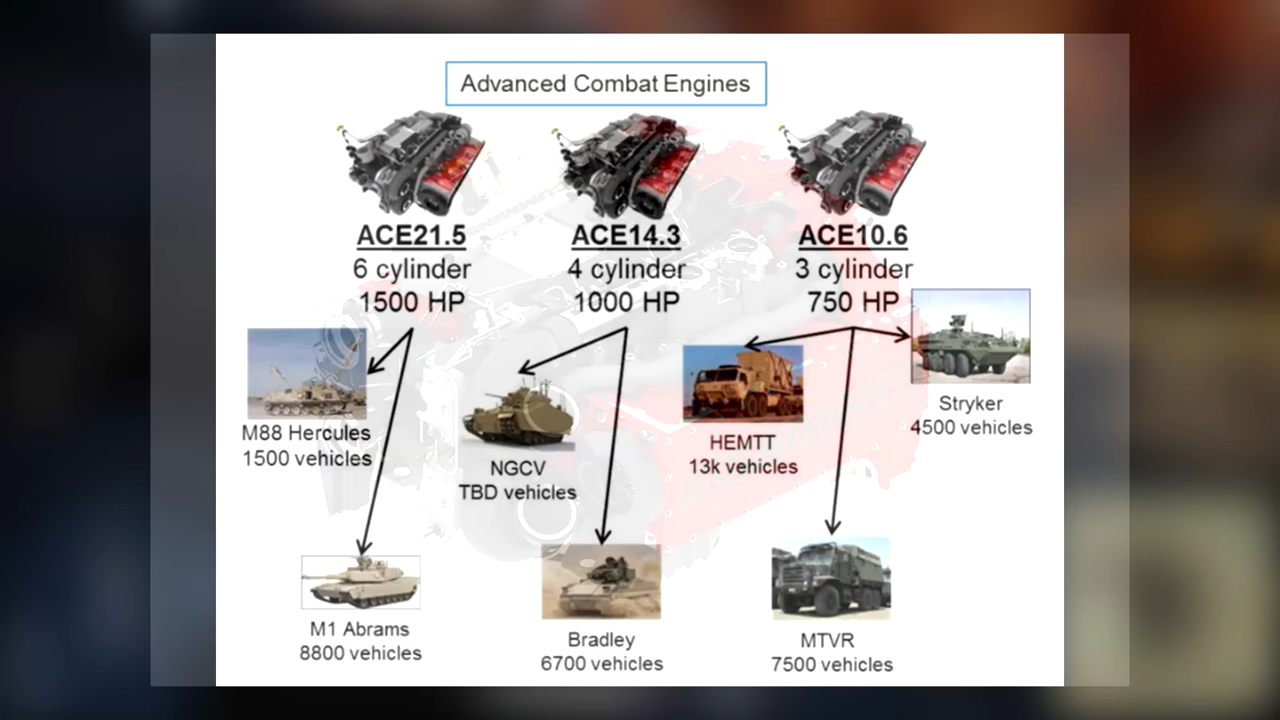 Advanced Combat Engines
ACE21.5
6 cylinder
1500 HP
ACE14.3
4 cylinder
1000 HP
ACE10.6
3 cylinder
750 HP
M88 Hercules
1500 vehicles
NGCV
TBD vehicles
HEMTT
13k vehicles
Stryker
4500 vehicles
M1 Abrams
8800 vehicles
Bradley
6700 vehicles
MTVR
7500 vehicles